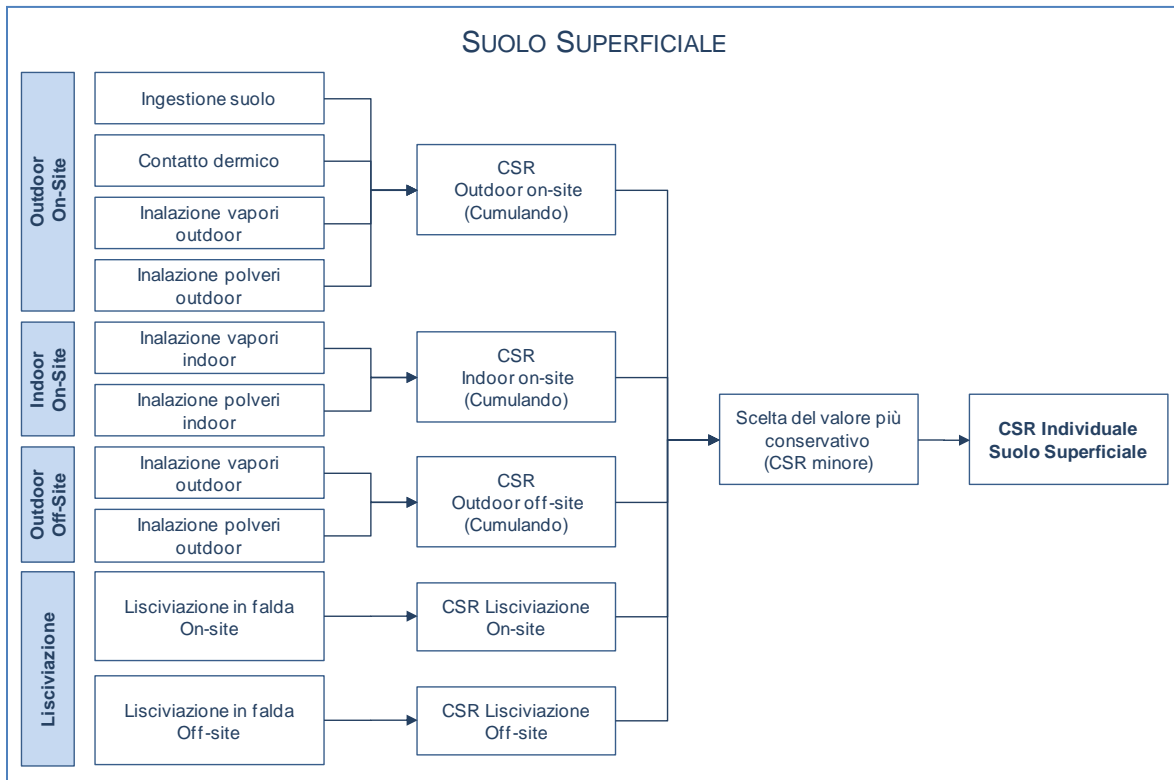 SUOLO SUPERFICIALE
Outdoor
On-Site
Ingestione suolo
Contatto dermico
Inalazione vapori
outdoor
Inalazione polveri
outdoor
CSR
Outdoor on-site
(Cumulando)
Indoor
On-Site
Inalazione vapori
indoor
Inalazione polveri
indoor
CSR
Indoor on-site
(Cumulando)
Outdoor
Off-Site
Inalazione vapori
outdoor
Inalazione polveri
outdoor
CSR
Outdoor off-site
(Cumulando)
Lisciviazione
Lisciviazione in falda
On-site
CSR Lisciviazione
On-site
Lisciviazione in falda
Off-site
CSR Lisciviazione
Off-site
Scelta del valore più
conservativo
(CSR minore)
CSR Individuale
Suolo Superficiale